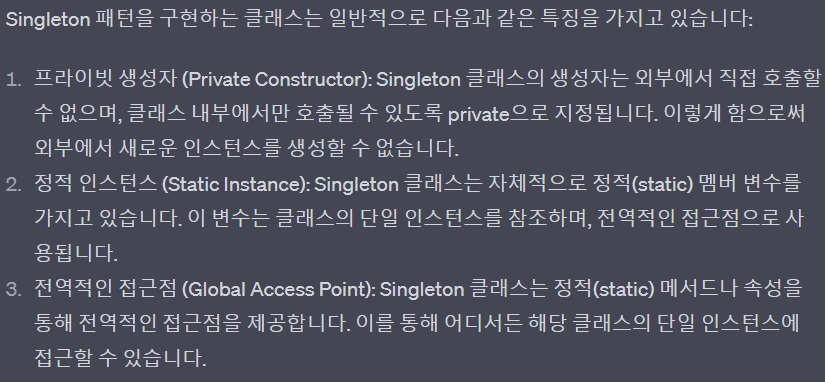 Singleton 패턴을 구현하는 클래스는 일반적으로 다음과 같은 특징을 가지고 있습니다:
1. 프라이빗 생성자 (Private Constructor): Singleton 클래스의 생성자는 외부에서 직접 호출할
수 없으며, 클래스 내부에서만 호출될 수 있도록 private으로 지정됩니다. 이렇게 함으로써
외부에서 새로운 인스턴스를 생성할 수 없습니다.
2. 정적 인스턴스 (Static Instance): Singleton 클래스는 자체적으로 정적(static) 멤버 변수를
가지고 있습니다. 이 변수는 클래스의 단일 인스턴스를 참조하며, 전역적인 접근점으로 사
용됩니다.
3. 전역적인 접근점 (Global Access Point): Singleton 클래스는 정적(static) 메서드나 속성을
통해 전역적인 접근점을 제공합니다. 이를 통해 어디서든 해당 클래스의 단일 인스턴스에
접근할 수 있습니다.